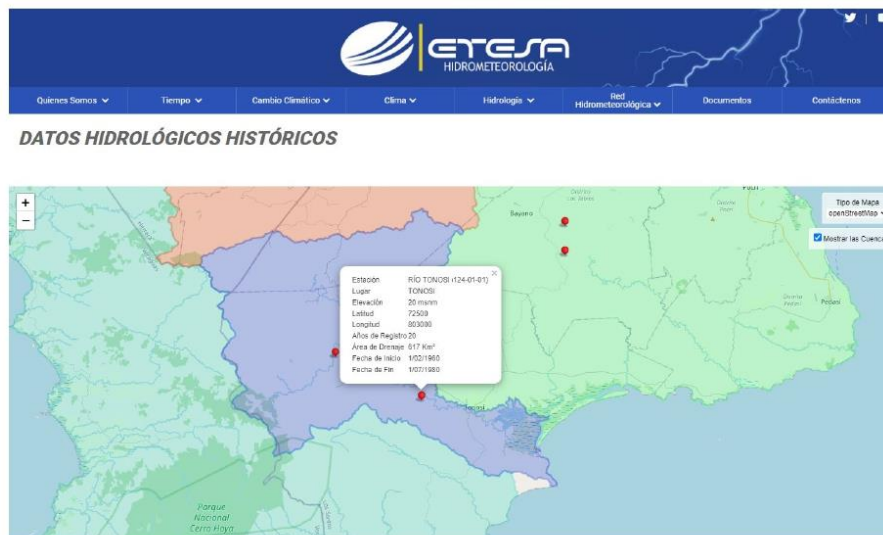 ETESA
HIDROMETEOROLOGÍA
Quienes Somos
Tiempo
Cambio Climático
Clima
Hidrología
Red
Hidrometeorológica
Documentos
Contáctenos
DATOS HIDROLÓGICOS HISTÓRICOS
+
−
Tipo de Mapa
openStreetMap
Mostrar las Cuenc
Bayano
Estación RÍO TONOSI (124-01-01)
Lugar TONOSI
Elevación 20 msnm
Latitud 72500
Longitud 803000
Años de Registro 20
Área de Drenaje 617 Km²
Fecha de Inicio 1/02/1960
Fecha de Fin 1/07/1980
Pedasí
Tonosí
Parque
Nacional
Cerro Hoya